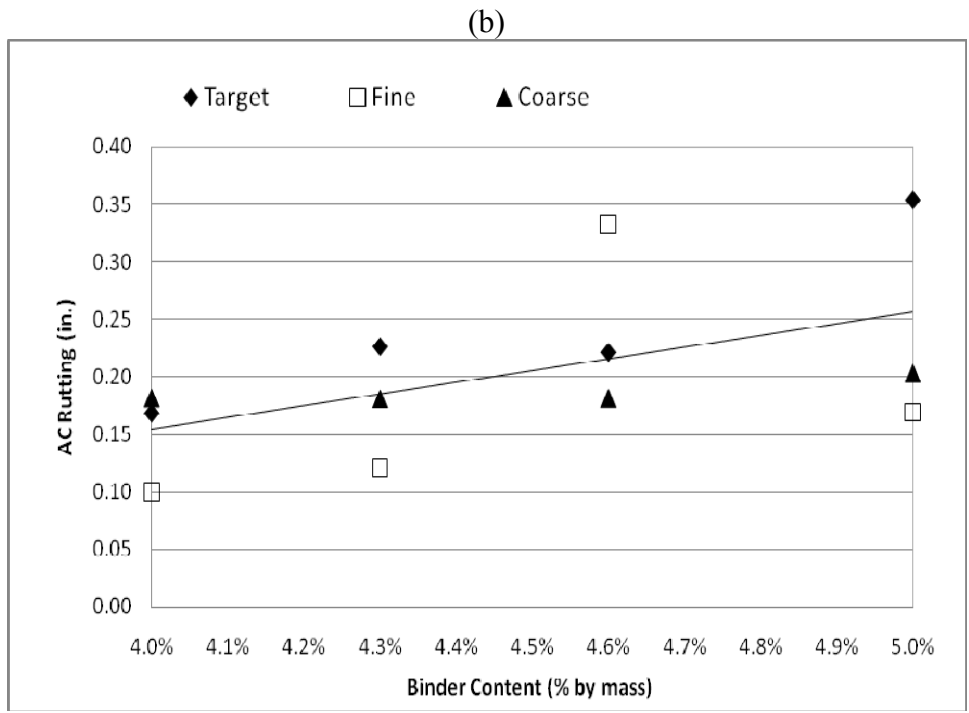 (b)
Target Fine Coarse
0.40
0.35
0.30
0.25
0.20
0.15
0.10
0.05
0.00
AC Rutting (in.)
4.0% 4.1% 4.2% 4.3% 4.4% 4.5% 4.6% 4.7% 4.8% 4.9% 5.0%
Binder Content (% by mass)